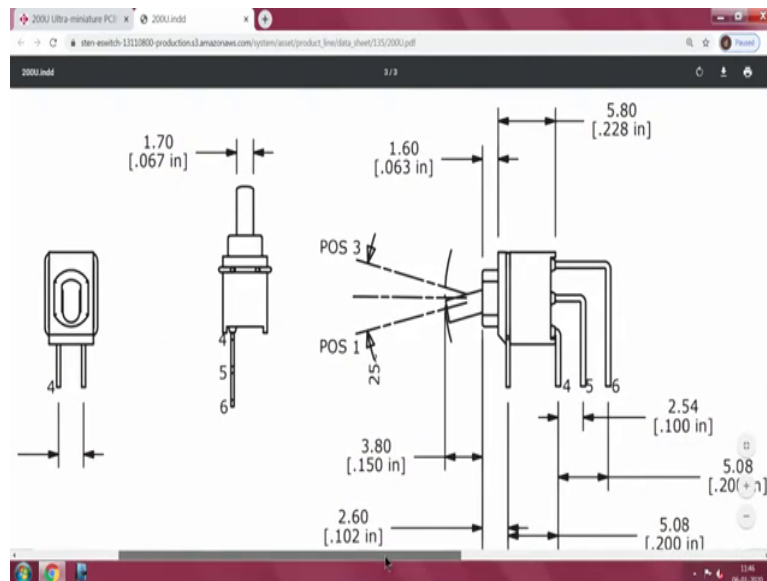 200U Ultra-miniature PCB
200U.indd
sten-eswitch-13110800-production.s3.amazonaws.com/system/asset/product_line/data_sheet/135/200U.pdf
Paused
200U.indd
3 / 3
5.80
[.228 in]
1.70
[.067 in]
1.60
[.063 in]
POS 3
POS 1
25
4
4
5
6
4
5
6
2.54
[.100 in]
3.80
[.150 in]
5.08
2.60
[.102 in]
5.08
[.200 in]
11:46